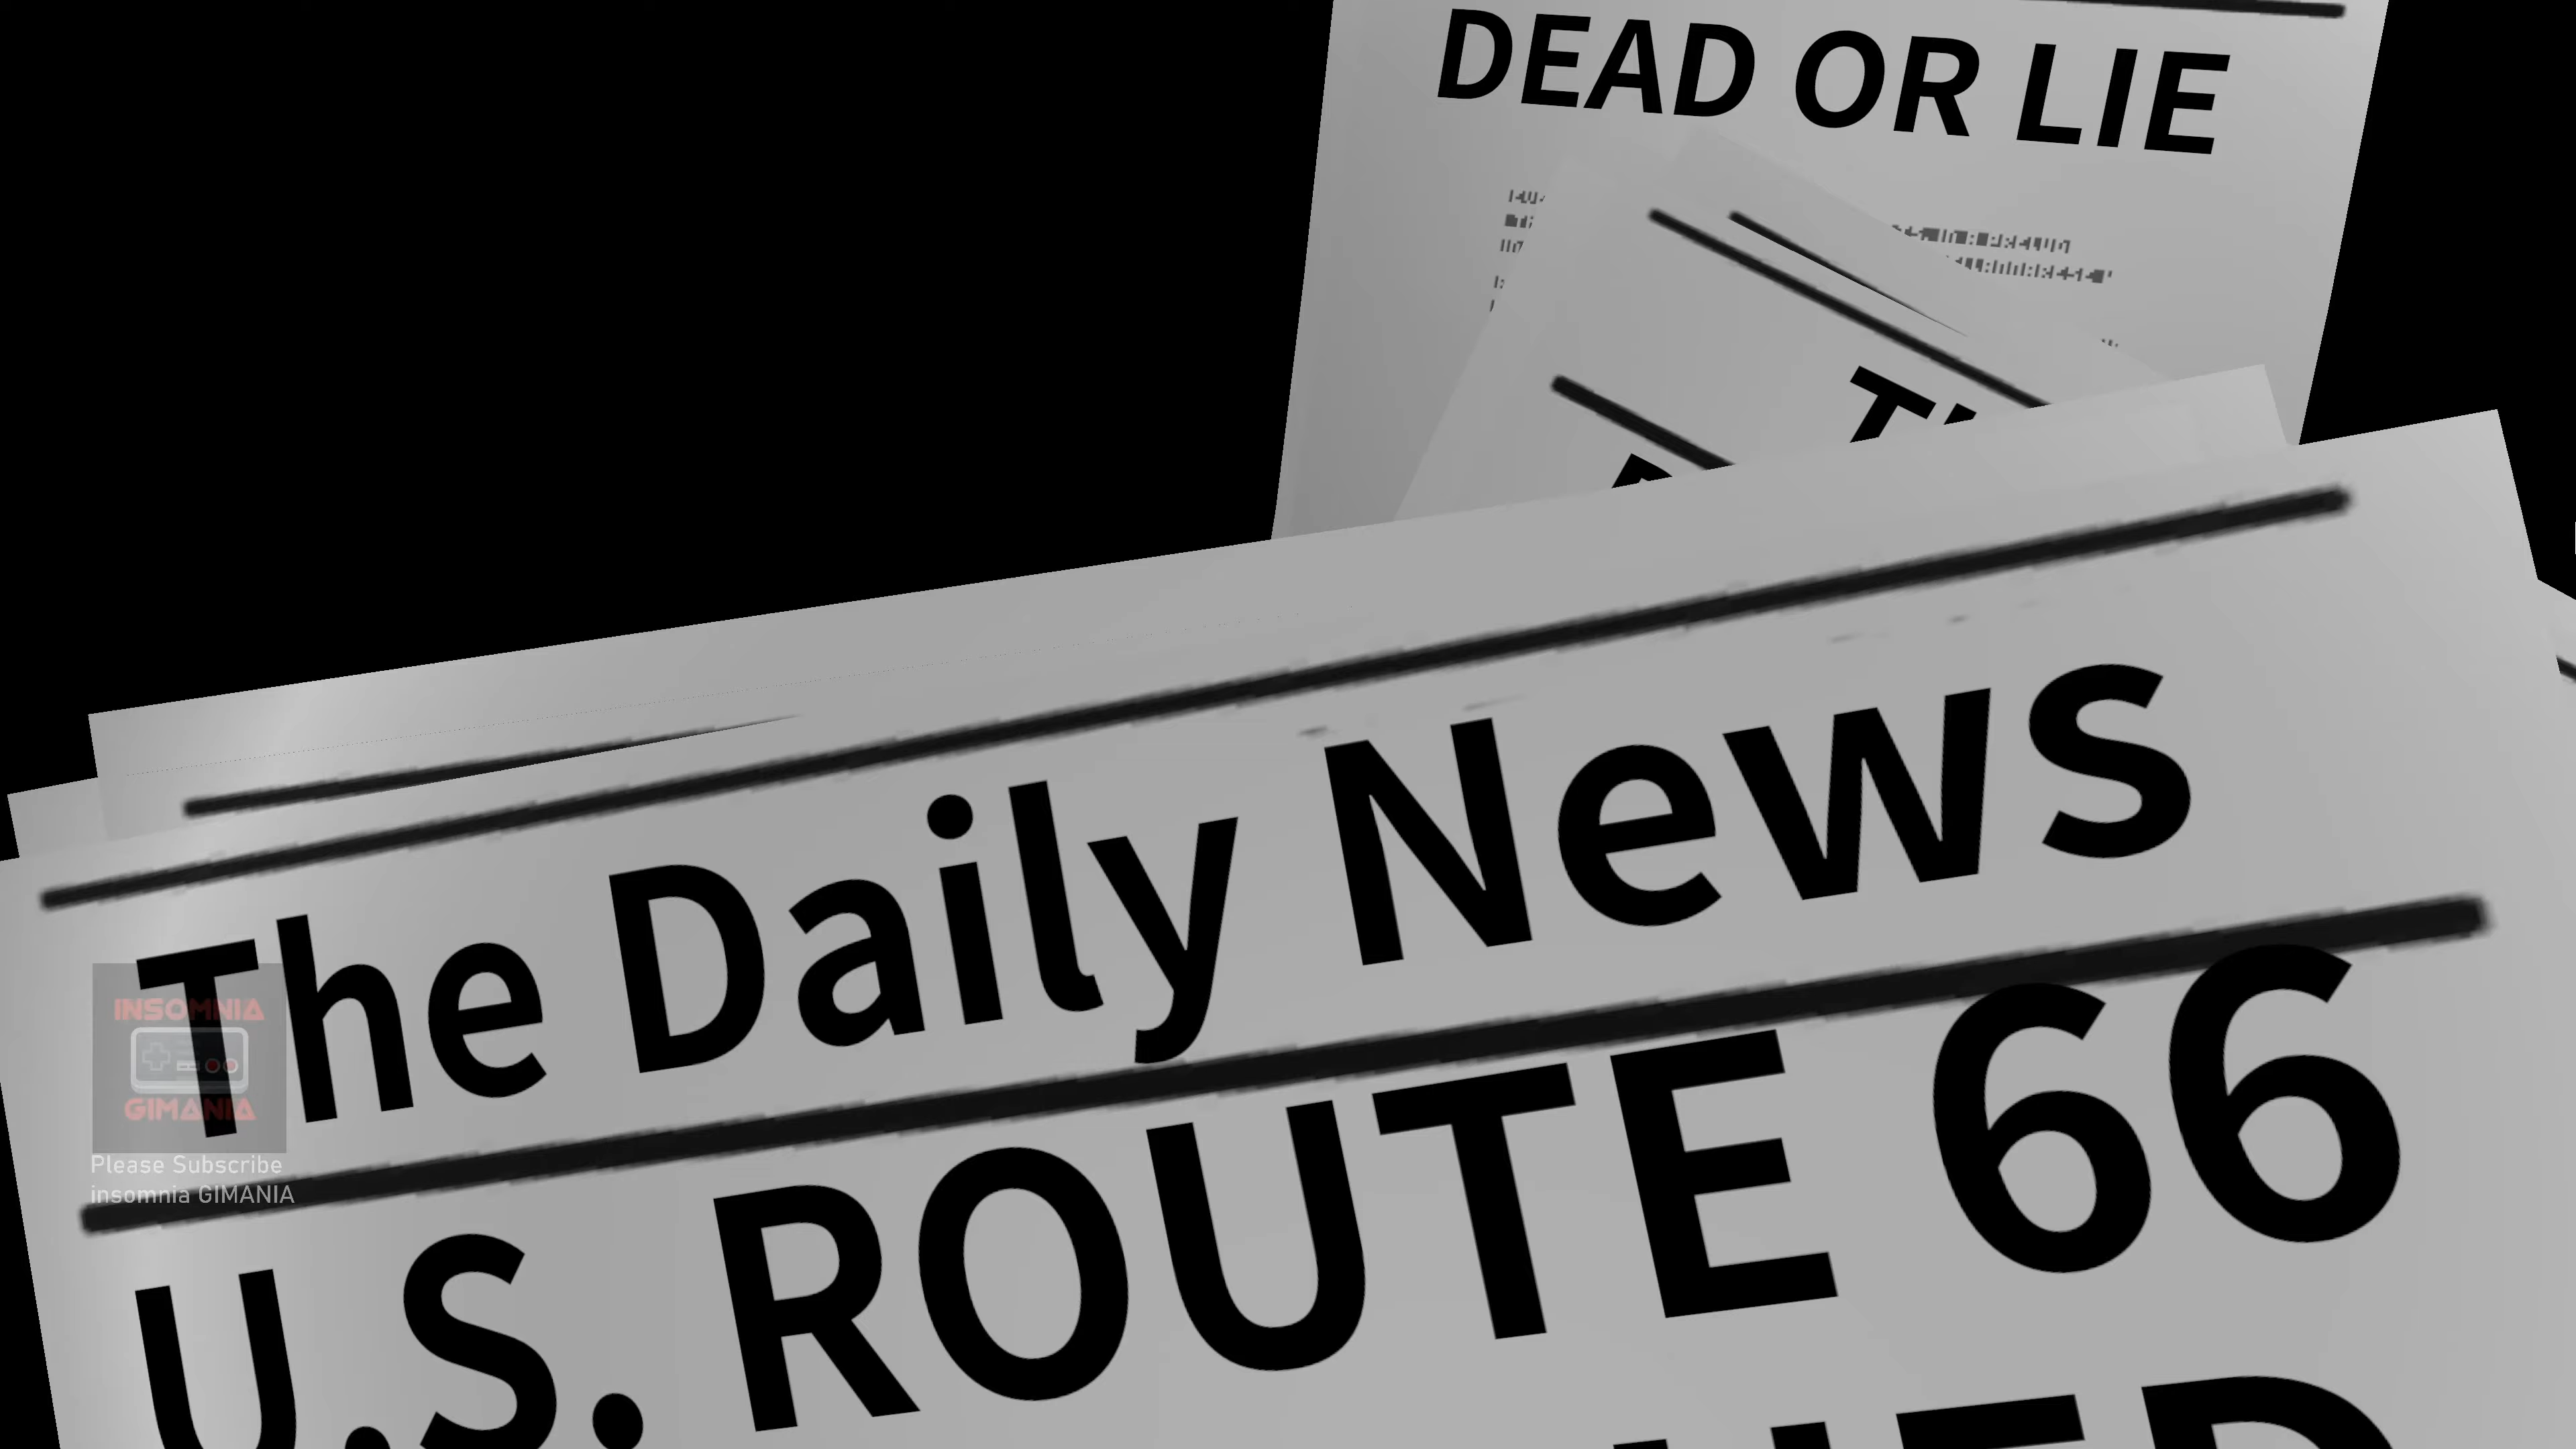 DEAD OR LIE
The Daily News
U.S. ROUTE 66
INSOMNIA
GIMANIA
Please Subscribe
insomnia GIMANIA